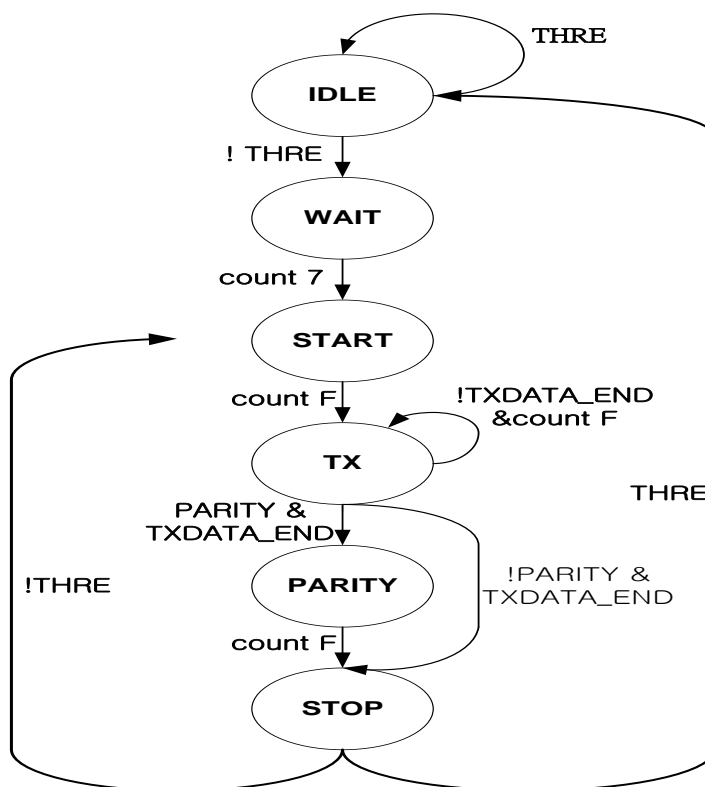 THRE
IDLE
! THRE
WAIT
count 7
START
count F
!TXDATA_END
&count F
TX
THRE
PARITY &
TXDATA_END
!THRE
PARITY
!PARITY &
TXDATA_END
count F
STOP